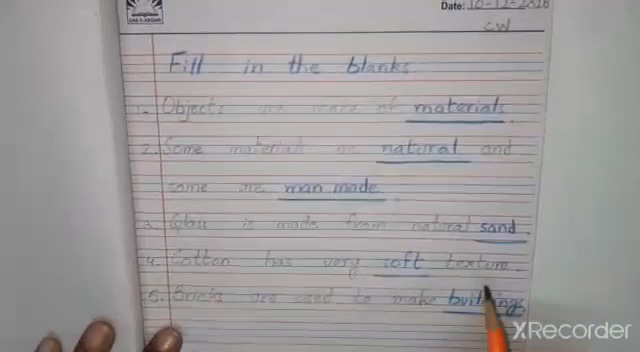 DAR-E-ARQAM
Date: 10-12-2020
CW
Fill in the blanks
1. Objects are made of materials.
2. Some materials are natural and
some are man made.
3. Glass is made from natural sand.
4. Cotton has very soft texture.
5. Bricks are used to make buildings.
XRecorder